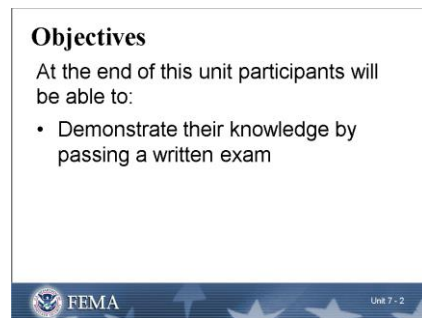 Objectives
At the end of this unit participants will
be able to:
• Demonstrate their knowledge by
passing a written exam
FEMA
Unit 7 - 2